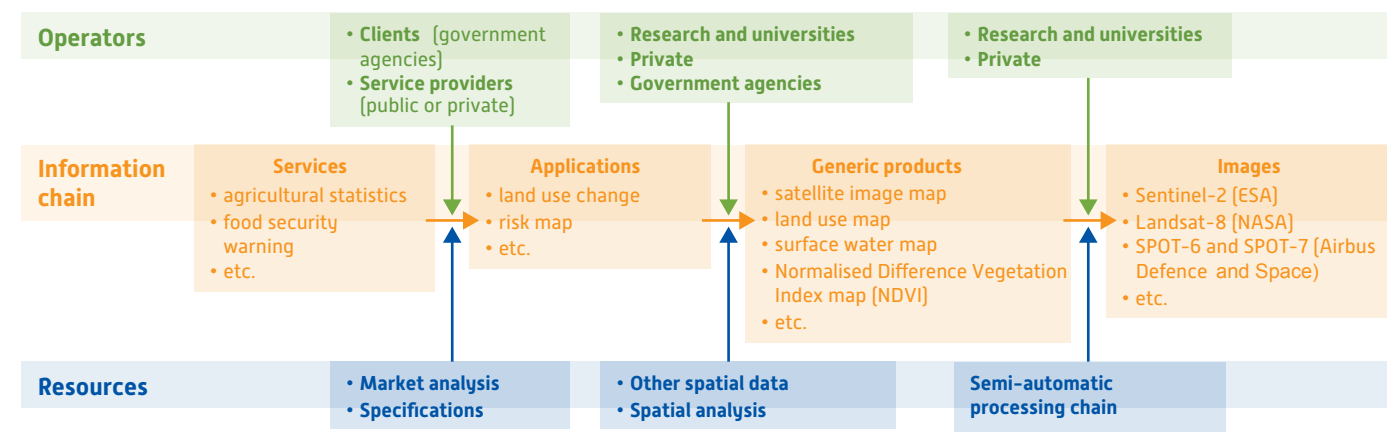 Operators
• Clients (government
agencies)
• Service providers
(public or private)
• Research and universities
• Private
• Government agencies
• Research and universities
• Private
Information
chain
Services
• agricultural statistics
• food security
warning
• etc.
Applications
• land use change
• risk map
• etc.
Generic products
• satellite image map
• land use map
• surface water map
• Normalised Difference Vegetation
Index map (NDVI)
• etc.
Images
• Sentinel-2 (ESA)
• Landsat-8 (NASA)
• SPOT-6 and SPOT-7 (Airbus
Defence and Space)
• etc.
Resources
• Market analysis
• Specifications
• Other spatial data
• Spatial analysis
Semi-automatic
processing chain